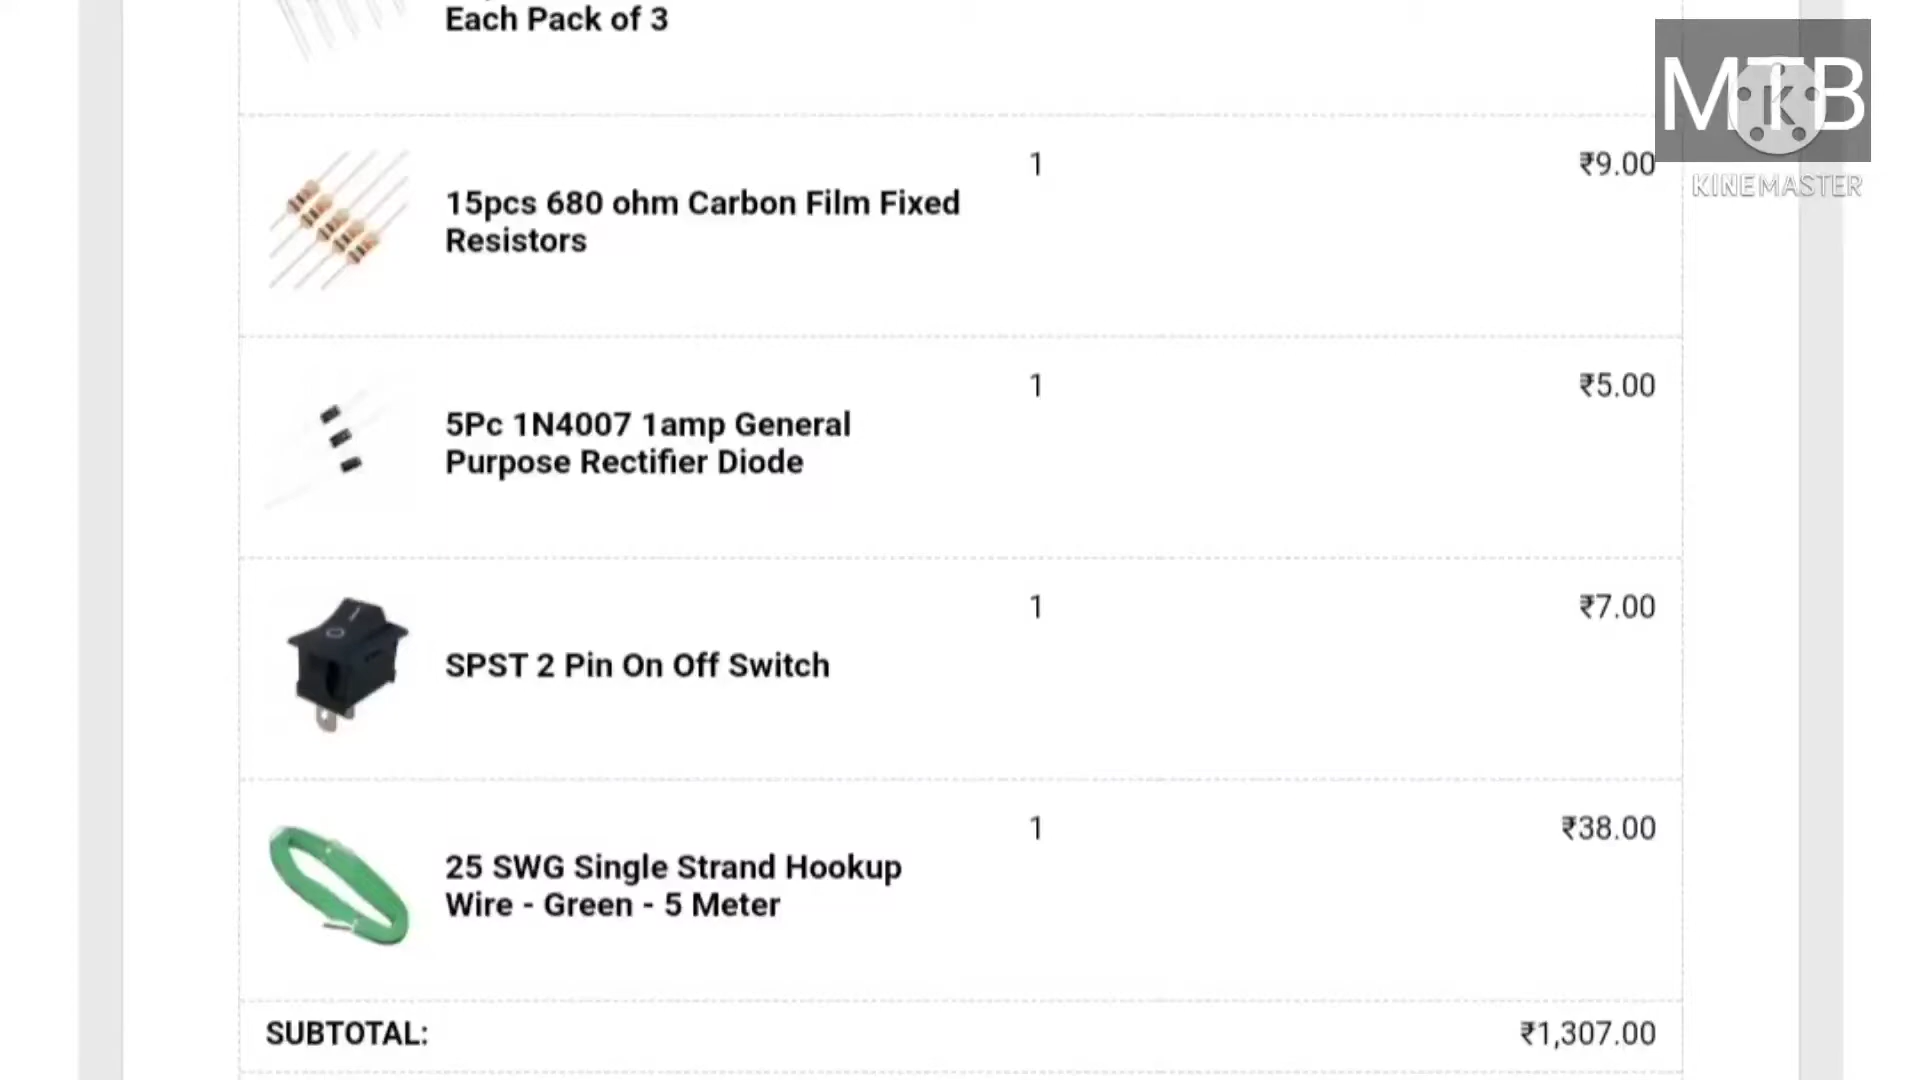 Each Pack of 3
MTB
K
KINEMASTER
1
₹9.00
15pcs 680 ohm Carbon Film Fixed
Resistors
1
₹5.00
5Pc 1N4007 1amp General
Purpose Rectifier Diode
1
₹7.00
SPST 2 Pin On Off Switch
1
₹38.00
25 SWG Single Strand Hookup
Wire - Green - 5 Meter
SUBTOTAL:
₹1,307.00